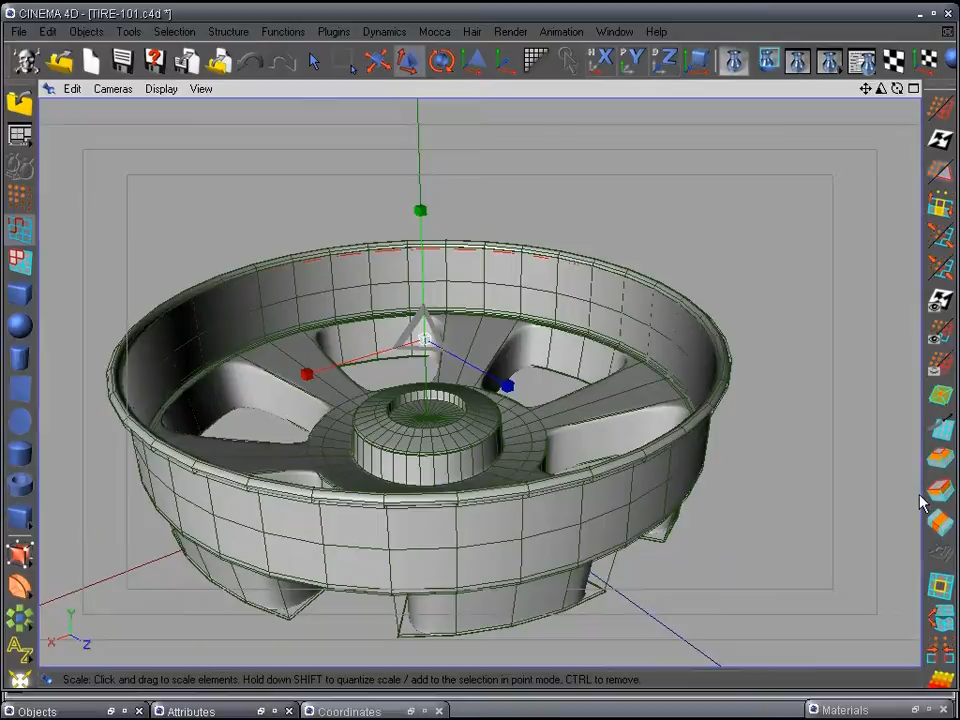 CINEMA 4D - [TIRE-101.c4d *]
File Edit Objects Tools Selection Structure Functions Plugins Dynamics Mocca Hair Render Animation Window Help
X Y Z
Edit Cameras Display View
Y
X Z
Scale: Click and drag to scale elements. Hold down SHIFT to quantize scale / add to the selection in point mode, CTRL to remove.
Objects Attributes Coordinates Materials